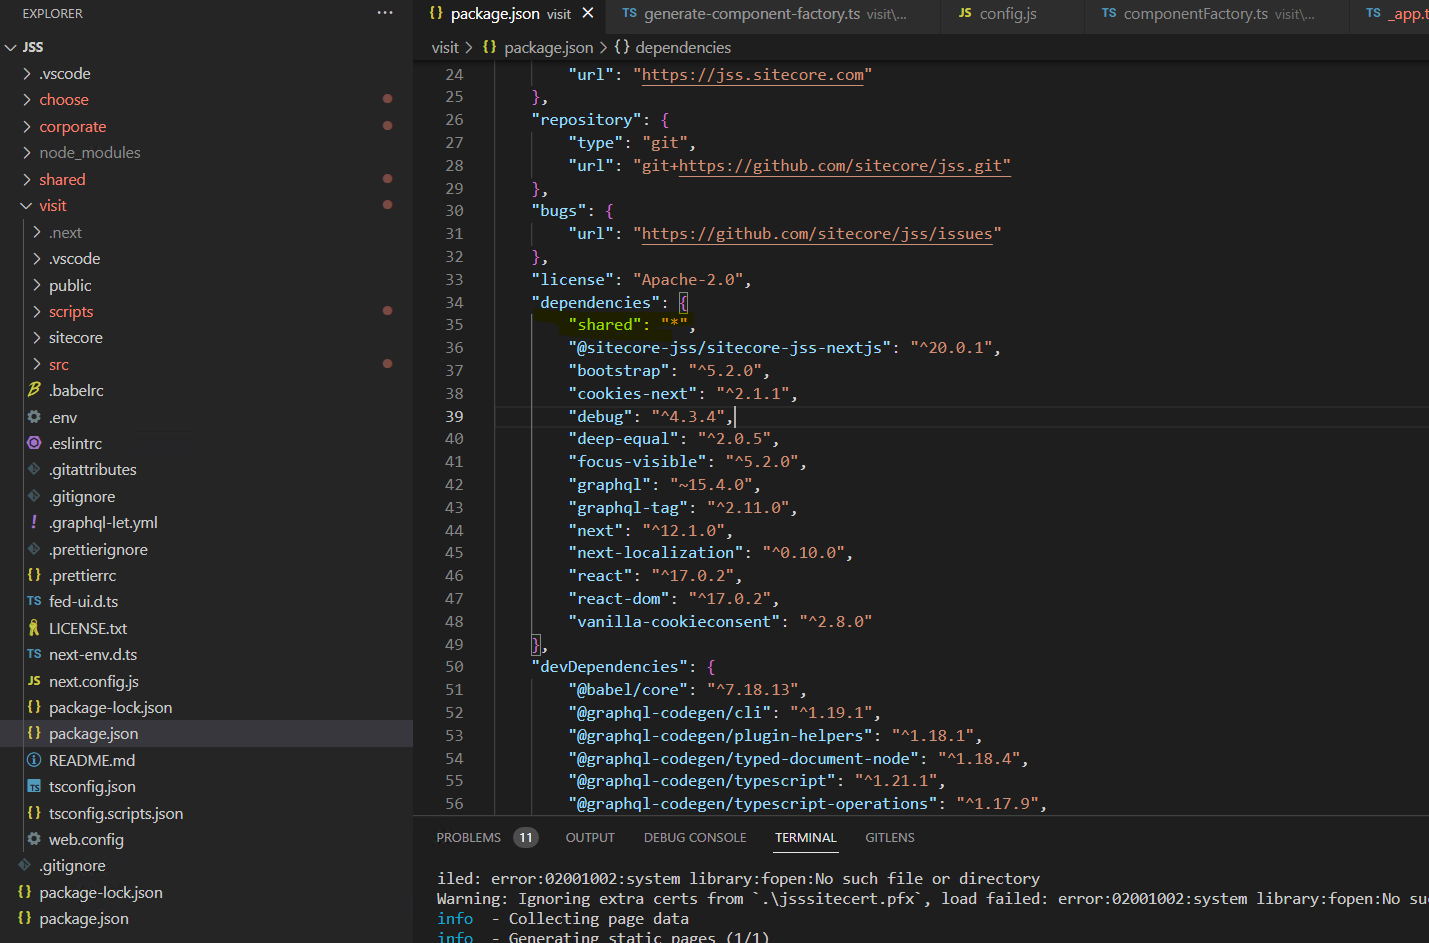 EXPLORER
···
JSS
.vscode
choose
corporate
node_modules
shared
visit
.next
.vscode
public
scripts
sitecore
src
.babelrc
.env
.eslintrc
.gitattributes
.gitignore
.graphql-let.yml
.prettierignore
.prettierrc
TS fed-ui.d.ts
LICENSE.txt
TS next-env.d.ts
JS next.config.js
{} package-lock.json
{} package.json
README.md
TS tsconfig.json
{} tsconfig.scripts.json
web.config
.gitignore
{} package-lock.json
{} package.json
{} package.json visit ×
TS generate-component-factory.ts visit\...
JS config.js
TS componentFactory.ts visit\...
TS _app.t
visit > {} package.json > {} dependencies
24 "url": "https://jss.sitecore.com"
25 },
26 "repository": {
27 "type": "git",
28 "url": "git+https://github.com/sitecore/jss.git"
29 },
30 "bugs": {
31 "url": "https://github.com/sitecore/jss/issues"
32 },
33 "license": "Apache-2.0",
34 "dependencies": {
35 "shared": "*",
36 "@sitecore-jss/sitecore-jss-nextjs": "^20.0.1",
37 "bootstrap": "^5.2.0",
38 "cookies-next": "^2.1.1",
39 "debug": "^4.3.4",
40 "deep-equal": "^2.0.5",
41 "focus-visible": "^5.2.0",
42 "graphql": "~15.4.0",
43 "graphql-tag": "^2.11.0",
44 "next": "^12.1.0",
45 "next-localization": "^0.10.0",
46 "react": "^17.0.2",
47 "react-dom": "^17.0.2",
48 "vanilla-cookieconsent": "^2.8.0"
49 },
50 "devDependencies": {
51 "@babel/core": "^7.18.13",
52 "@graphql-codegen/cli": "^1.19.1",
53 "@graphql-codegen/plugin-helpers": "^1.18.1",
54 "@graphql-codegen/typed-document-node": "^1.18.4",
55 "@graphql-codegen/typescript": "^1.21.1",
56 "@graphql-codegen/typescript-operations": "^1.17.9",
PROBLEMS 11 OUTPUT DEBUG CONSOLE TERMINAL GITLENS
iled: error:02001002:system library:fopen:No such file or directory
Warning: Ignoring extra certs from `.\jsssitecert.pfx`, load failed: error:02001002:system library:fopen:No su
info - Collecting page data
info - Generating static pages (1/1)